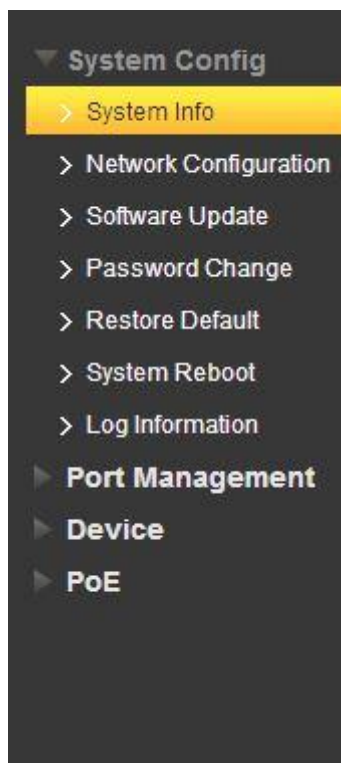 System Config
System Info
Network Configuration
Software Update
Password Change
Restore Default
System Reboot
Log Information
Port Management
Device
PoE